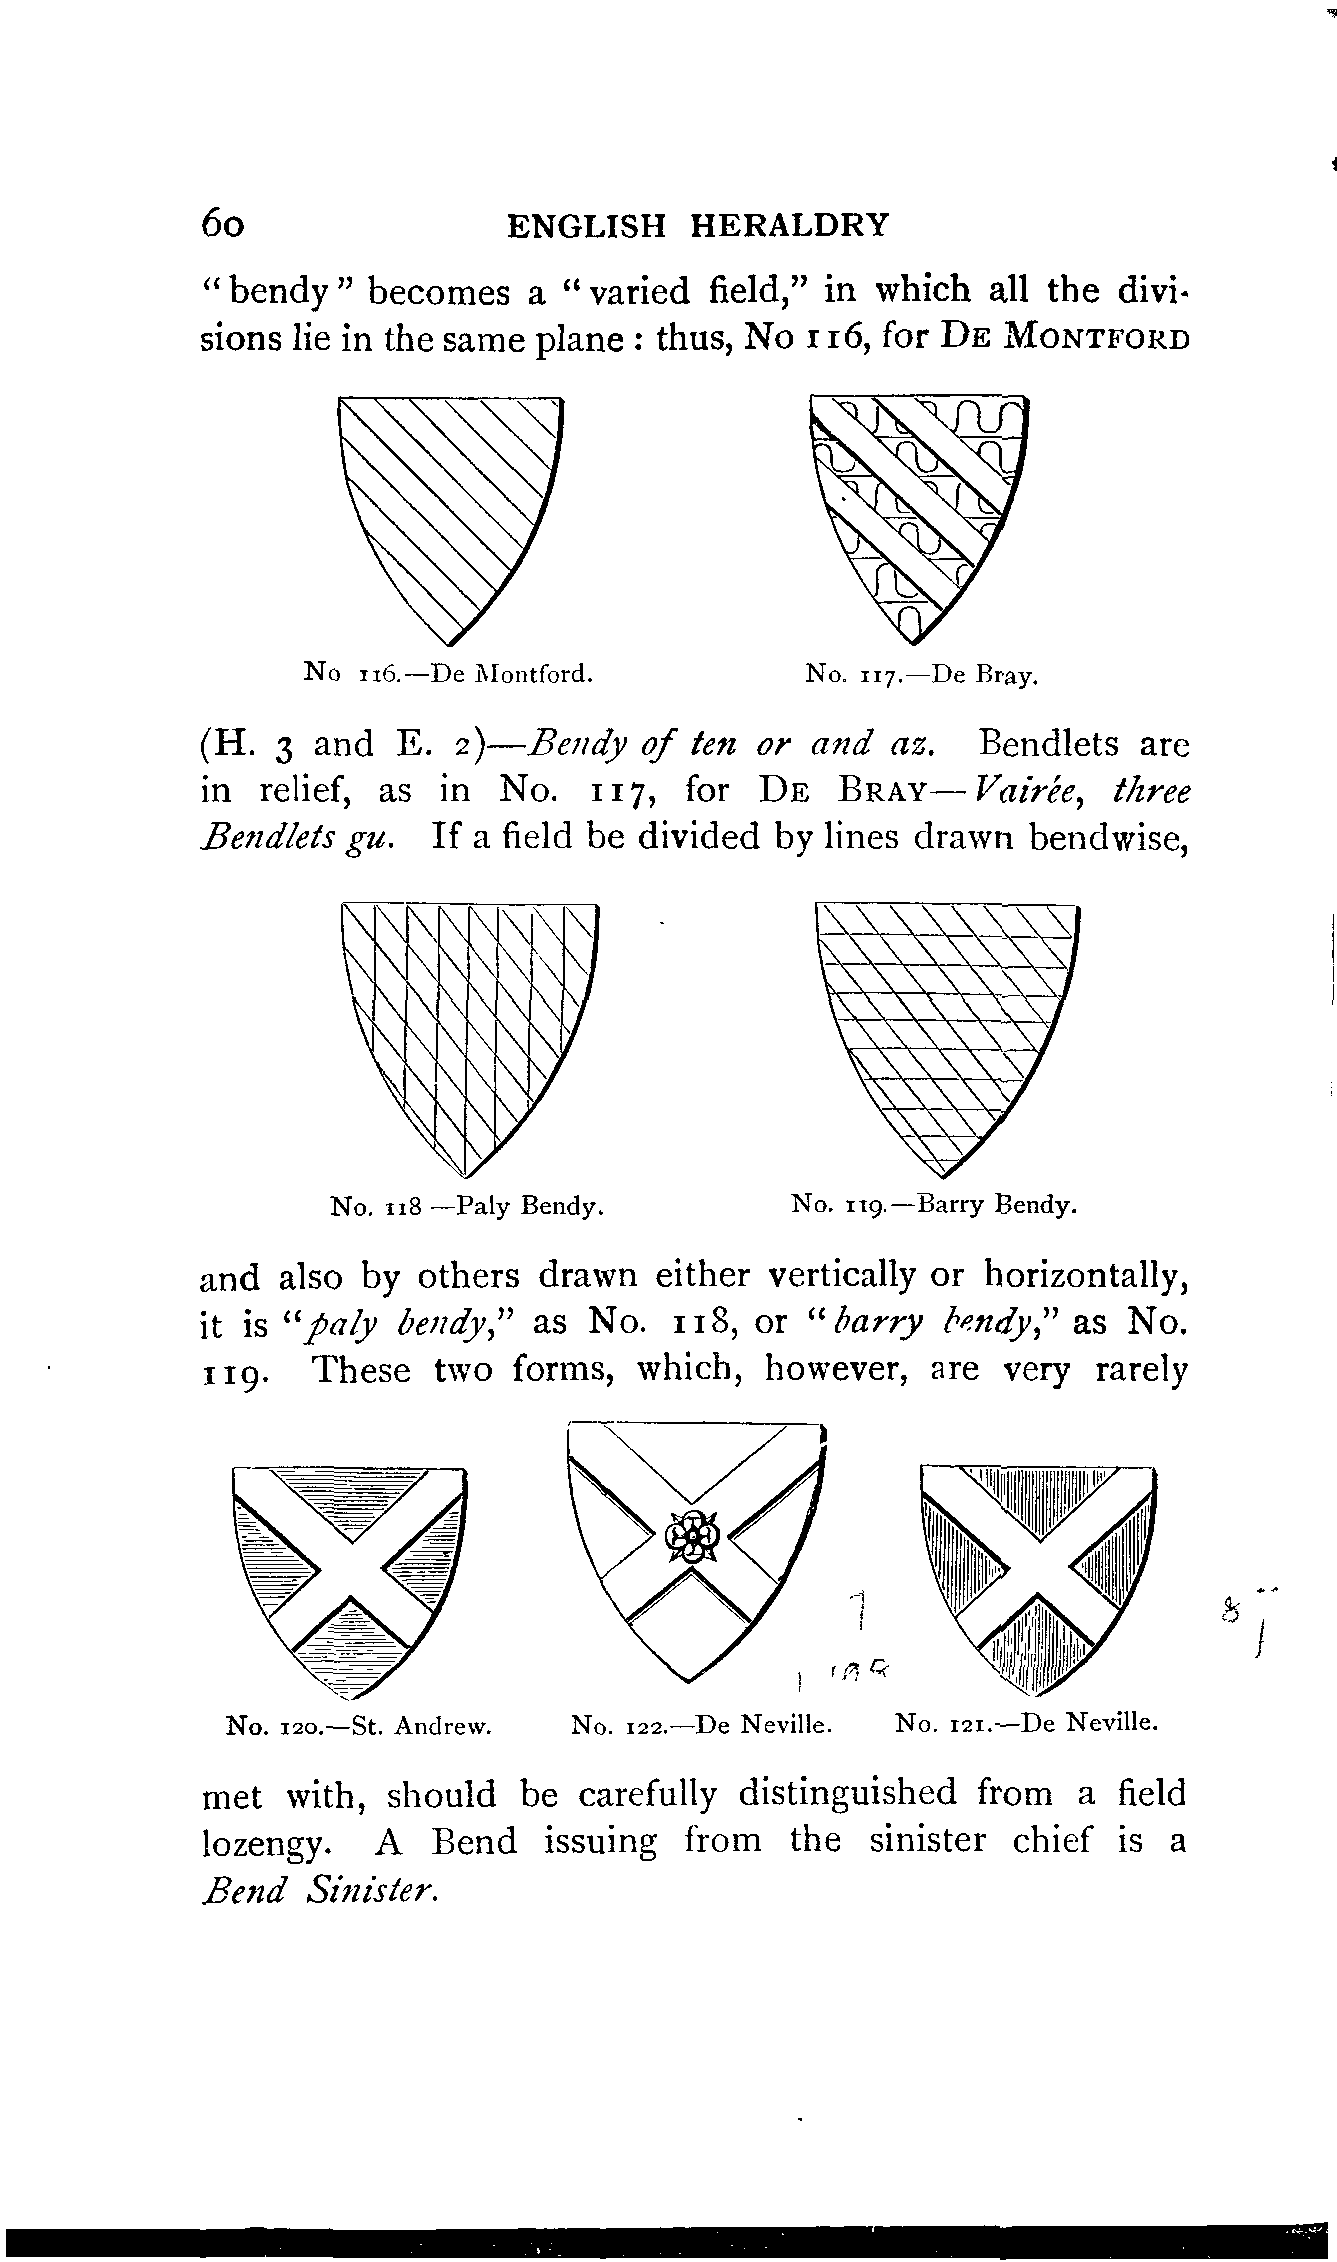 60 ENGLISH HERALDRY
“bendy” becomes a “varied field,” in which all the divi-
sions lie in the same plane : thus, No 116, for DE MONTFORD
No 116.—De Montford. No. 117.—De Bray.
(H. 3 and E. 2)—Bendy of ten or and az. Bendlets are
in relief, as in No. 117, for DE BRAY—Vairée, three
Bendlets gu. If a field be divided by lines drawn bendwise,
No. 118 —Paly Bendy. No. 119.—Barry Bendy.
and also by others drawn either vertically or horizontally,
it is “paly bendy,” as No. 118, or “barry bendy,” as No.
119. These two forms, which, however, are very rarely
No. 120.—St. Andrew. No. 122.—De Neville. No. 121.—De Neville.
met with, should be carefully distinguished from a field
lozengy. A Bend issuing from the sinister chief is a
Bend Sinister.